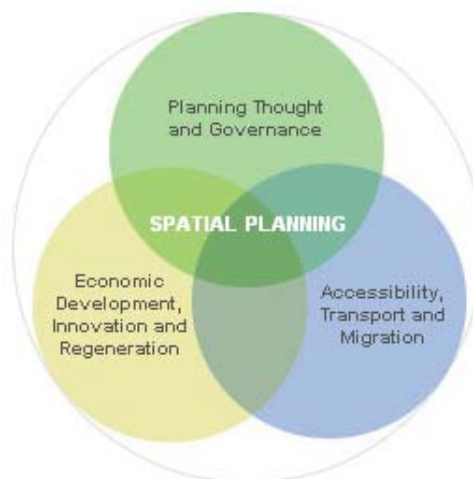 Planning Thought
and Governance
SPATIAL PLANNING
Economic
Development,
Innovation and
Regeneration
Accessibility,
Transport and
Migration